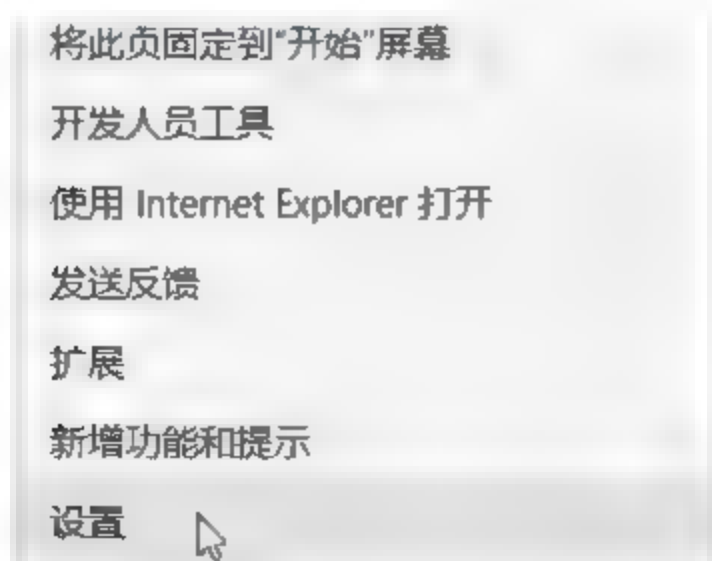 将此页固定到“开始”屏幕
开发人员工具
使用 Internet Explorer 打开
发送反馈
扩展
新增功能和提示
设置